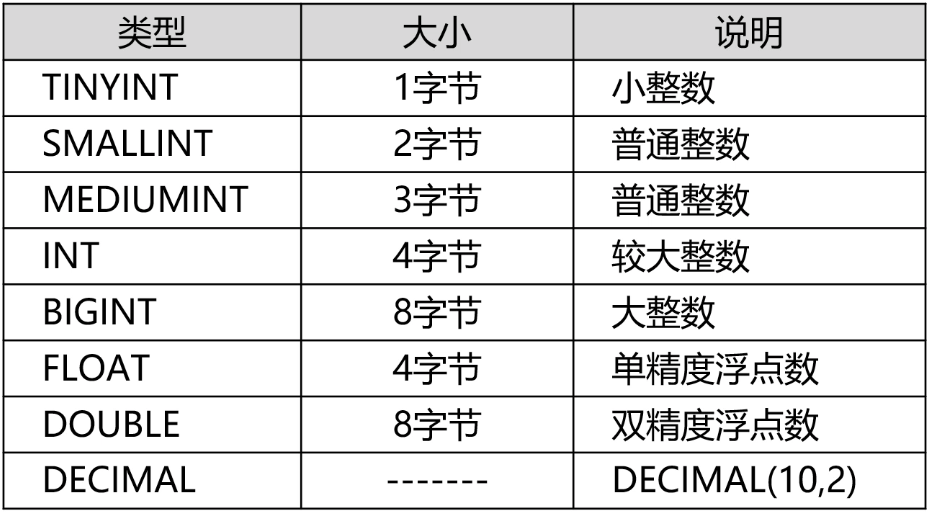 类型 大小 说明
TINYINT 1字节 小整数
SMALLINT 2字节 普通整数
MEDIUMINT 3字节 普通整数
INT 4字节 较大整数
BIGINT 8字节 大整数
FLOAT 4字节 单精度浮点数
DOUBLE 8字节 双精度浮点数
DECIMAL ------- DECIMAL(10,2)